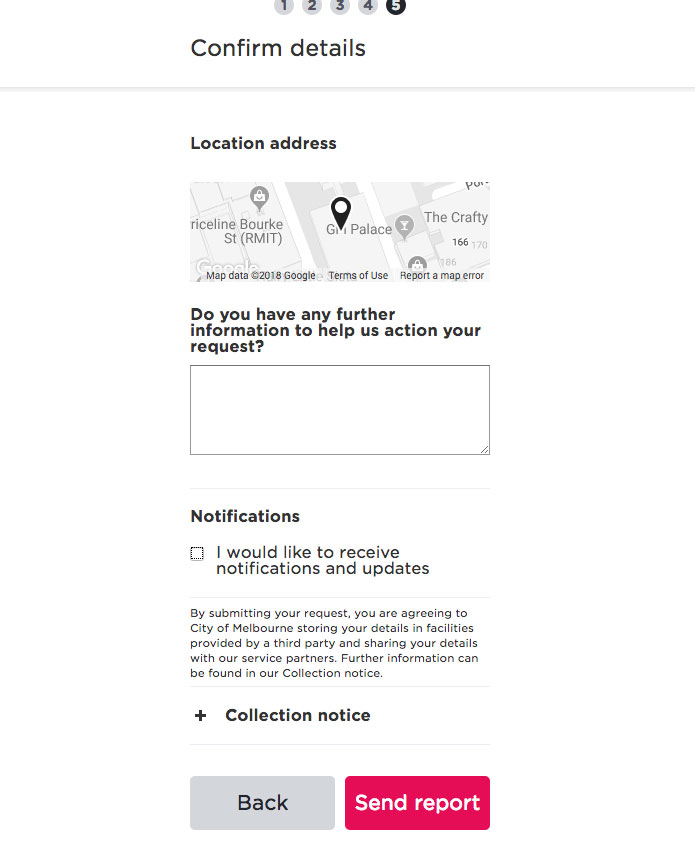 1 2 3 4 5
Confirm details
Location address
riceline Bourke
St (RMIT)
Palace
The Crafty
166 170
186
Google
Map data ©2018 Google Terms of Use Report a map error
Do you have any further
information to help us action your
request?
Notifications
I would like to receive
notifications and updates
By submitting your request, you are agreeing to
City of Melbourne storing your details in facilities
provided by a third party and sharing your details
with our service partners. Further information can
be found in our Collection notice.
+ Collection notice
Back
Send report